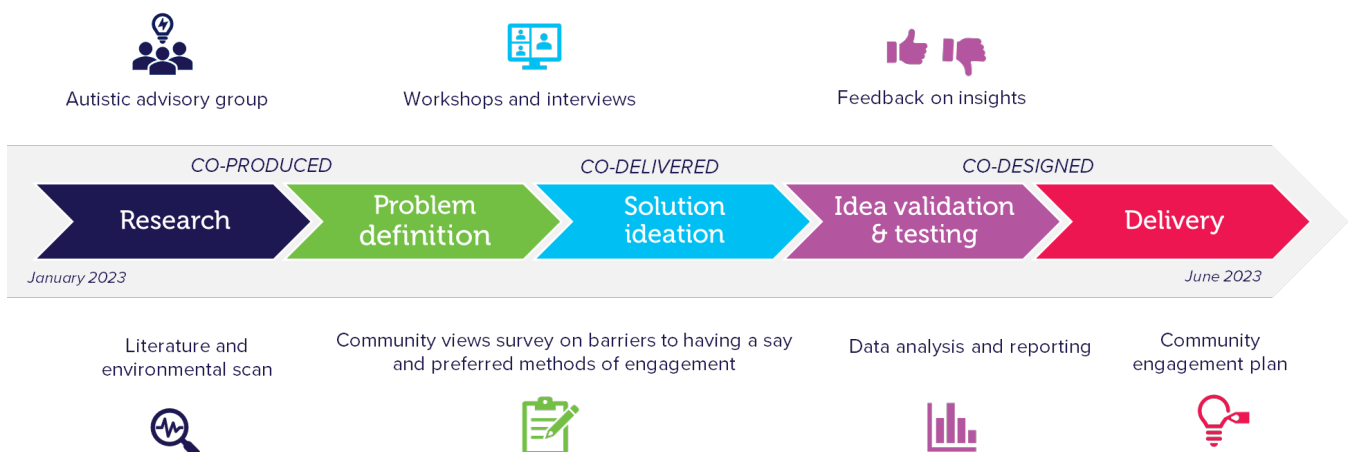 Autistic advisory group
Workshops and interviews
Feedback on insights
CO-PRODUCED
CO-DELIVERED
CO-DESIGNED
Research
Problem
definition
Solution
ideation
Idea validation
& testing
Delivery
January 2023
June 2023
Literature and
environmental scan
Community views survey on barriers to having a say
and preferred methods of engagement
Data analysis and reporting
Community
engagement plan